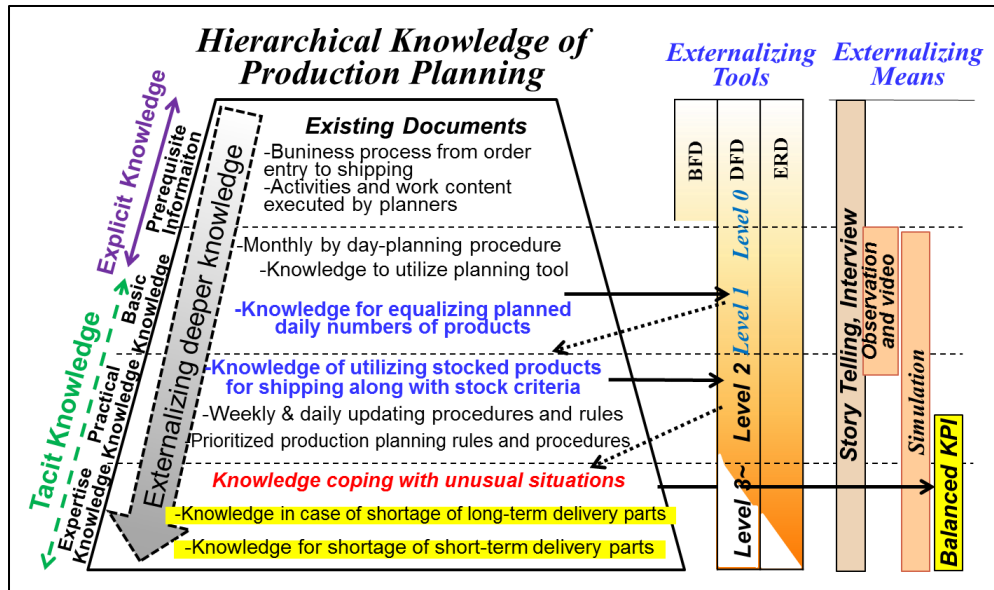 Hierarchical Knowledge of
Production Planning
Externalizing
Tools
Externalizing
Means
Explicit Knowledge
Tacit Knowledge
Prerequisite
Informaiton
Basic
Knowledge
Practical
Knowledge
Expertise
Knowledge
Externalizing deeper knowledge
Existing Documents
-Buniness process from order
entry to shipping
-Activities and work content
executed by planners
-Monthly by day-planning procedure
-Knowledge to utilize planning tool
-Knowledge for equalizing planned
daily numbers of products
-Knowledge of utilizing stocked products
for shipping along with stock criteria
-Weekly & daily updating procedures and rules
-Prioritized production planning rules and procedures
Knowledge coping with unusual situations
-Knowledge in case of shortage of long-term delivery parts
-Knowledge for shortage of short-term delivery parts
BFD
DFD
ERD
Level 0
Level 1
Level 2
Level 3~
Story Telling, Interview
Observation
and video
Simulation
Balanced KPI